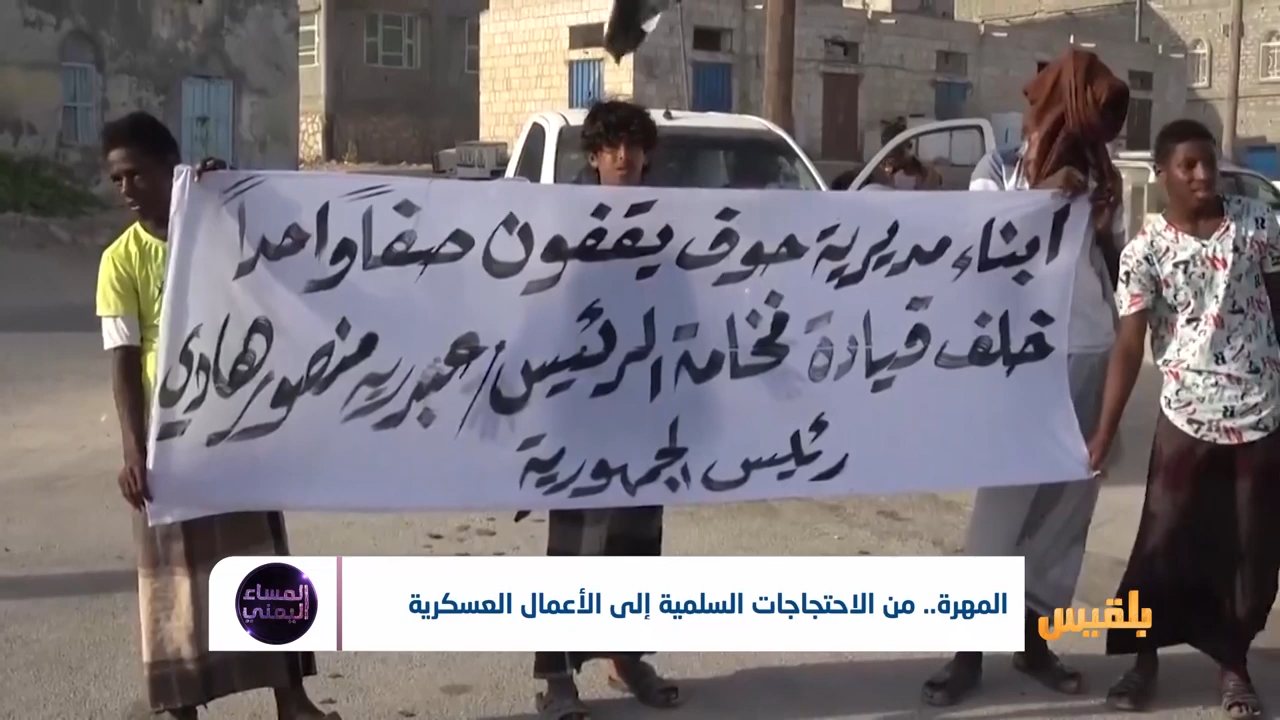 ابناء مديرية حوف يقفون صفاً واحداً
خلف قيادة فخامة الرئيس/ عبدربه منصور هادي
رئيس الجمهورية
المهرة.. من الاحتجاجات السلمية إلى الأعمال العسكرية
المساء
اليمني
بلقيس